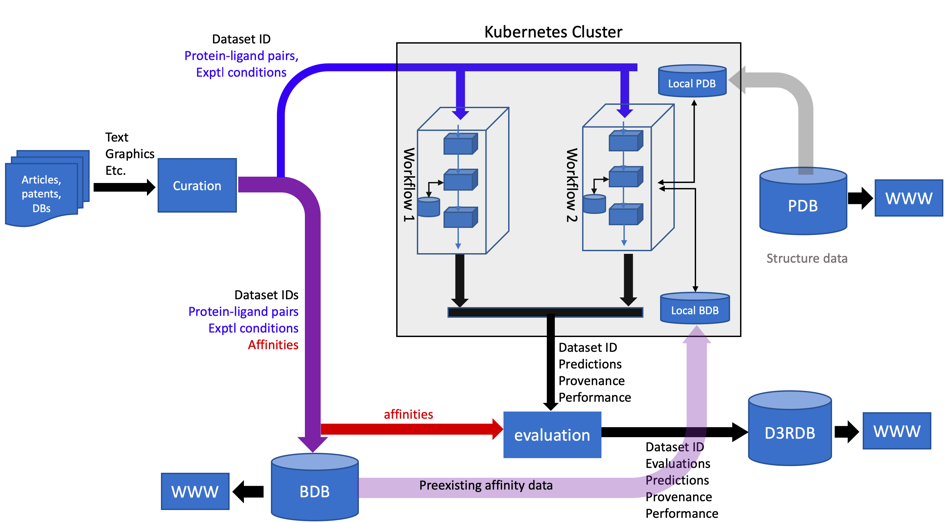 Kubernetes Cluster
Dataset ID
Protein-ligand pairs,
Exptl conditions
Local PDB
Text
Graphics
Etc.
Articles,
patents,
DBs
Curation
Workflow 1
Workflow 2
PDB
WWW
Structure data
Dataset IDs
Protein-ligand pairs
Exptl conditions
Affinities
Local BDB
Dataset ID
Predictions
Provenance
Performance
affinities
evaluation
D3RDB
WWW
Dataset ID
Evaluations
Predictions
Provenance
Performance
WWW
BDB
Preexisting affinity data